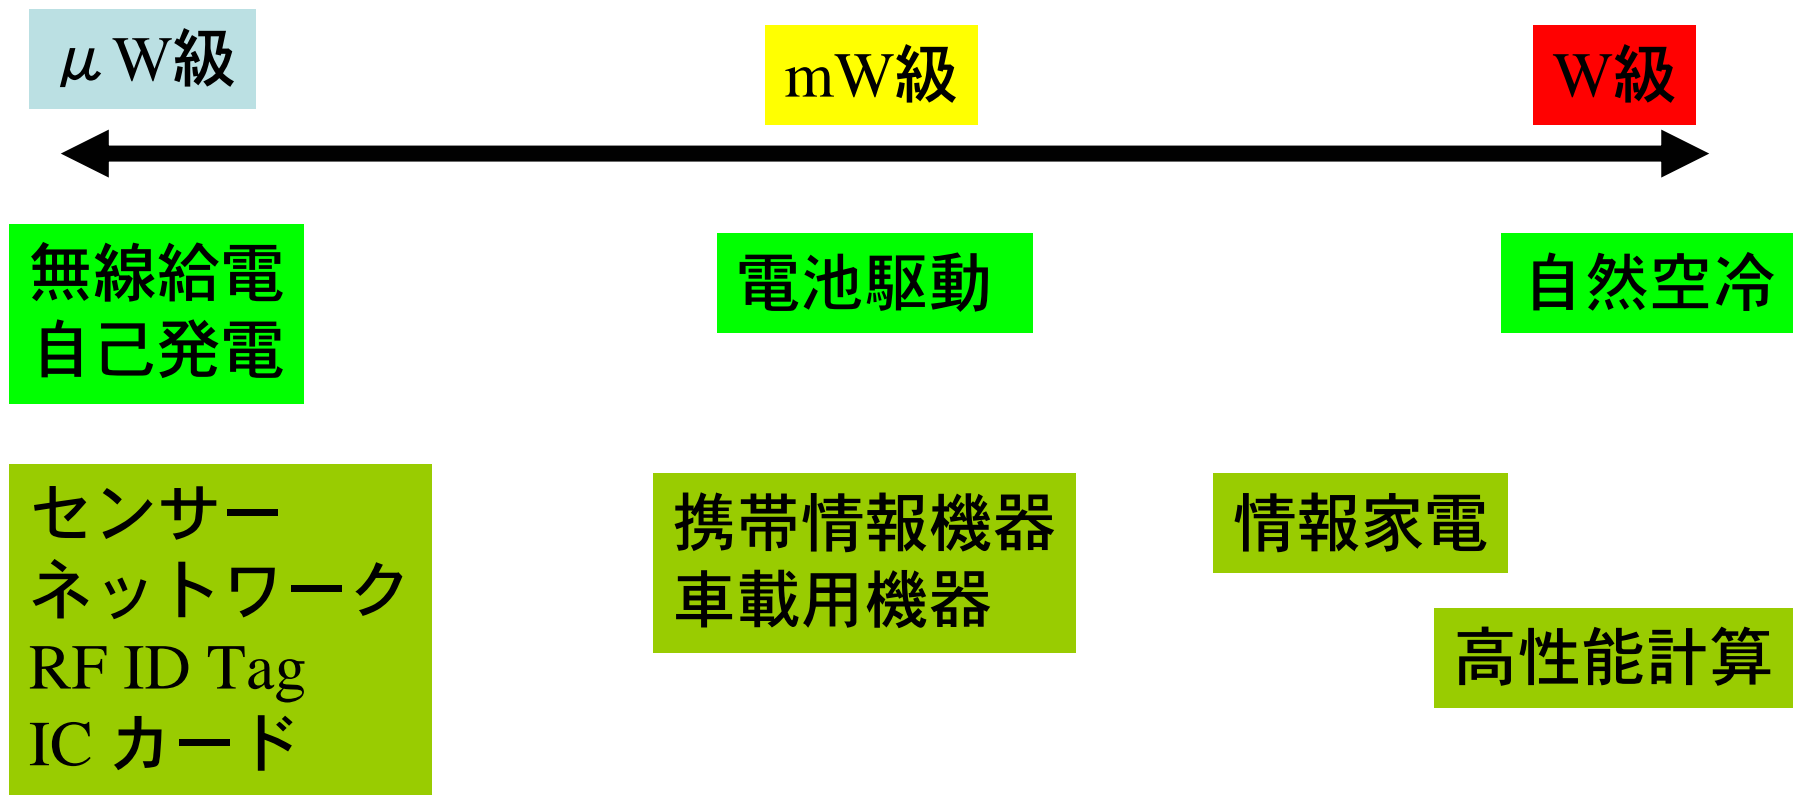 μW級
mW級
W級
無線給電
自己発電
電池駆動
自然空冷
センサー
ネットワーク
RF ID Tag
IC カード
携帯情報機器
車載用機器
情報家電
高性能計算